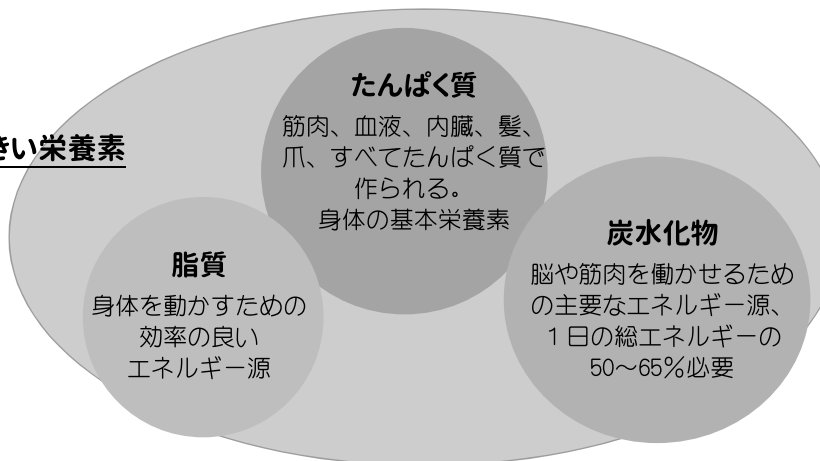 たんぱく質
筋肉、血液、内臓、髪、
爪、すべてたんぱく質で
作られる。
身体の基本栄養素
きい栄養素
脂質
身体を動かすための
効率の良い
エネルギー源
炭水化物
脳や筋肉を働かせるため
の主要なエネルギー源、
1日の総エネルギーの
50〜65%必要